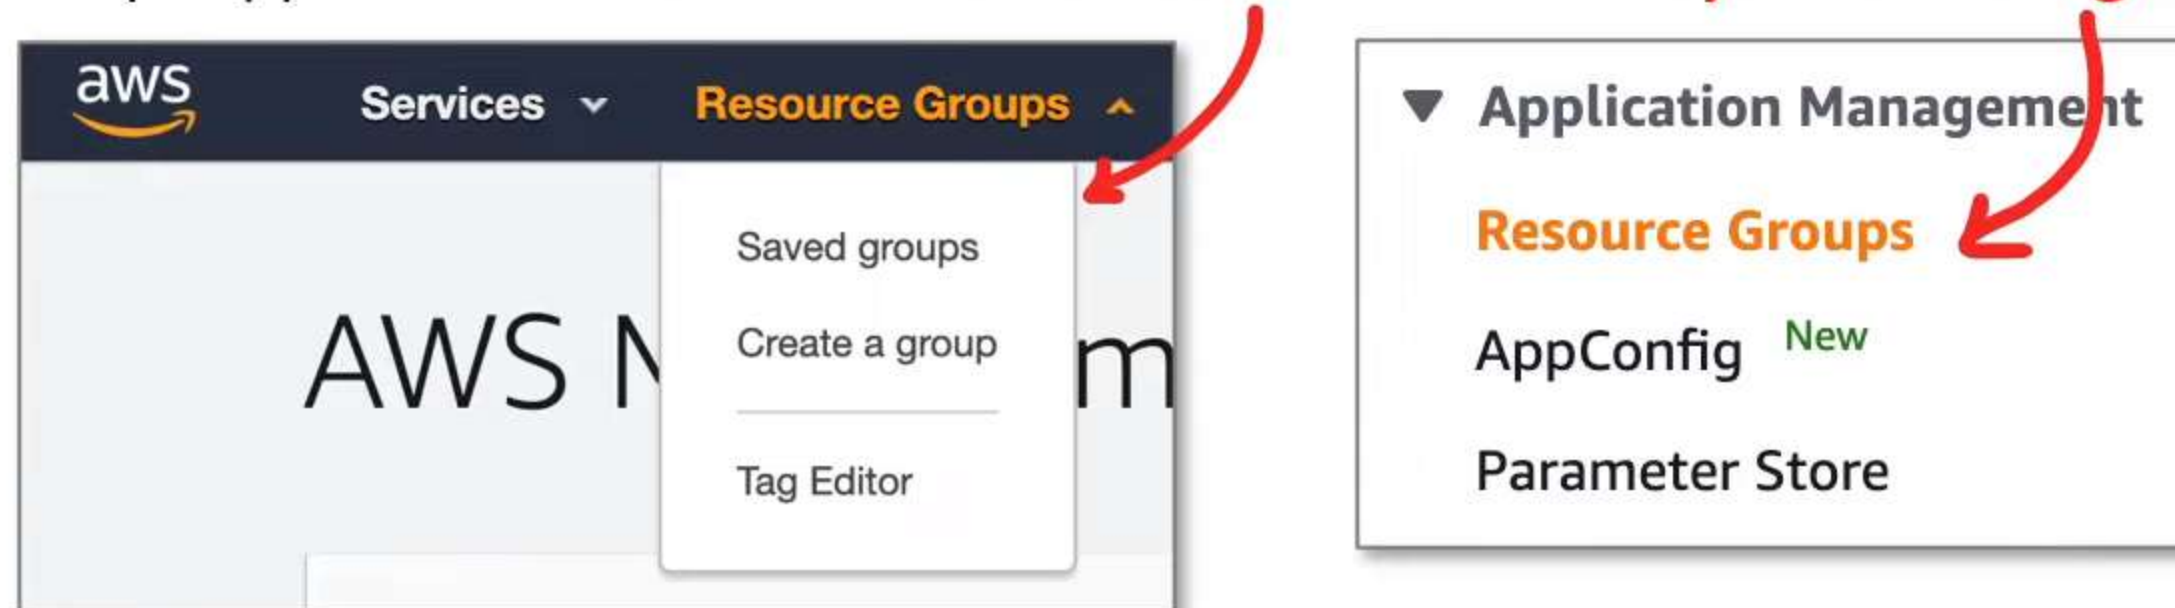 aws
Services
Resource Groups
Saved groups
Create a group
Tag Editor
AWS
Application Management
Resource Groups
AppConfig New
Parameter Store